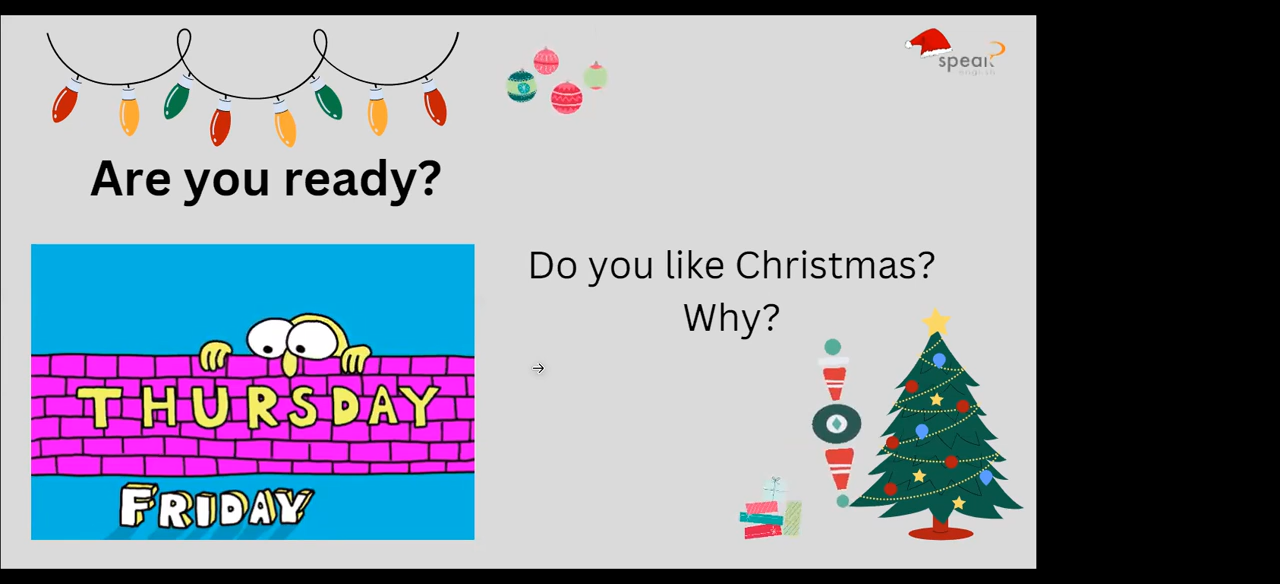 speak
english
Are you ready?
Do you like Christmas?
Why?
THURSDAY
FRIDAY